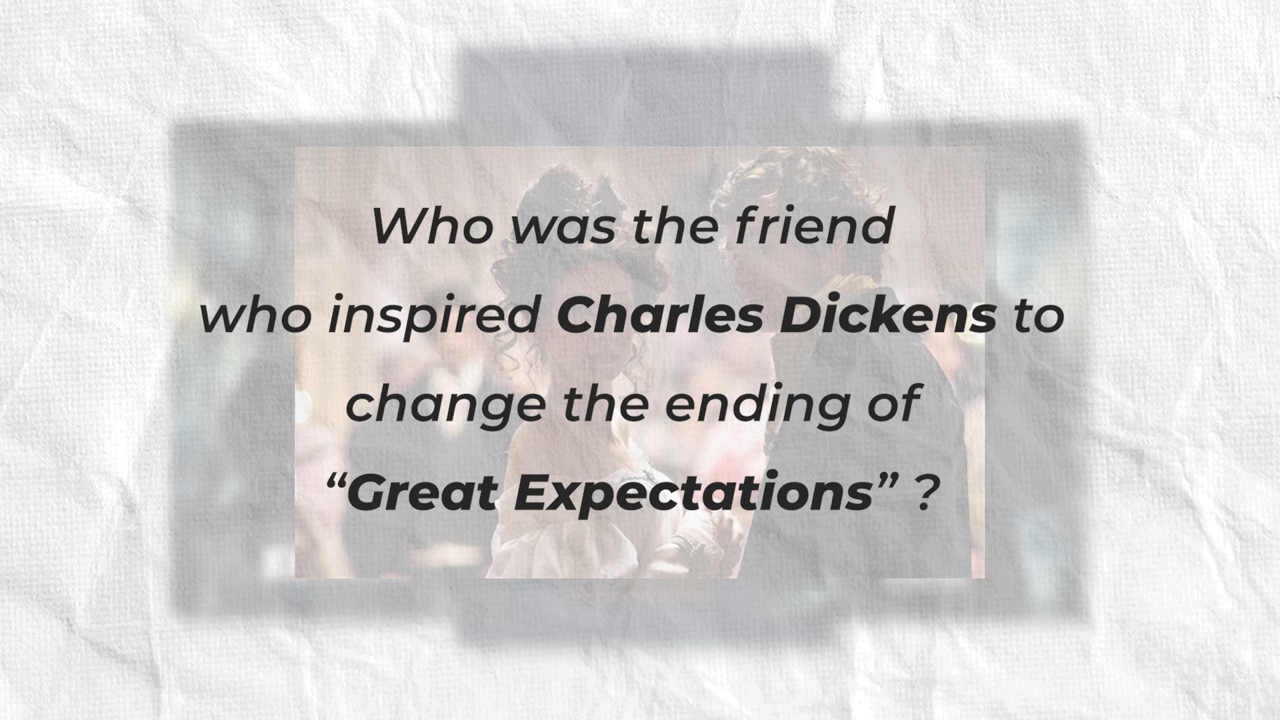 Who was the friend
who inspired Charles Dickens to
change the ending of
“Great Expectations” ?